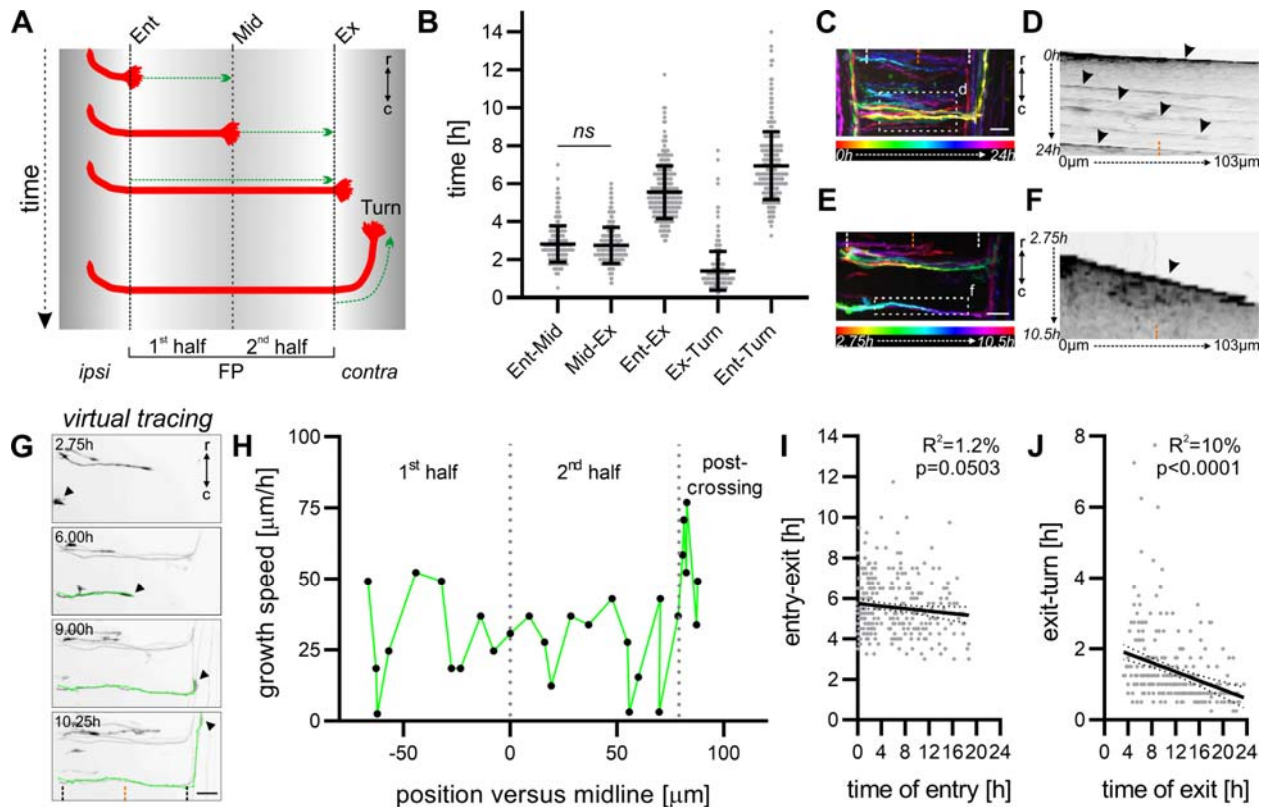 A
Ent
Mid
Ex
r
c
time
Turn
1st half
2nd half
ipsi
FP
contra
B
time [h]
14
12
10
8
6
4
2
0
ns
Ent-Mid
Mid-Ex
Ent-Ex
Ex-Turn
Ent-Turn
C
d
r
c
0h
24h
D
0h
24h
0µm
103µm
E
f
r
c
2.75h
10.5h
F
2.75h
10.5h
0µm
103µm
G
virtual tracing
2.75h
r
c
6.00h
9.00h
10.25h
H
growth speed [µm/h]
100
75
50
25
0
1st half
2nd half
post-
crossing
-50
0
50
100
position versus midline [µm]
I
R2=1.2%
p=0.0503
entry-exit [h]
14
12
10
8
6
4
2
0
0 4 8 12 16 20 24
time of entry [h]
J
R2=10%
p<0.0001
exit-turn [h]
8
6
4
2
0
0 4 8 12 16 20 24
time of exit [h]